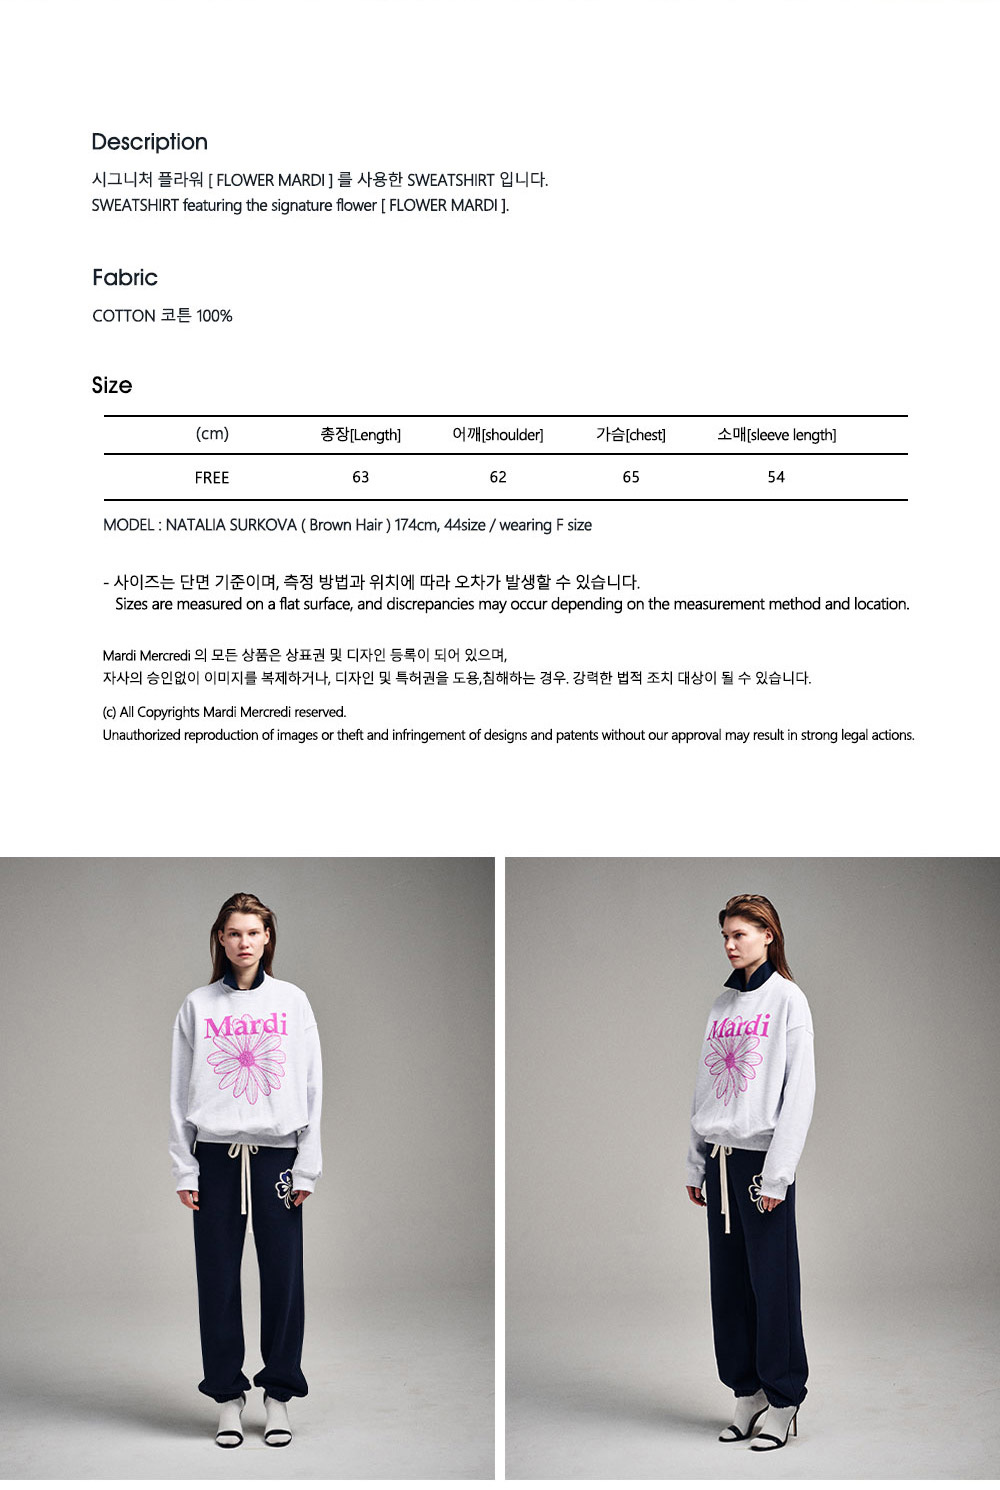 Description
시그니처 플라워 [ FLOWER MARDI ] 를 사용한 SWEATSHIRT 입니다.
SWEATSHIRT featuring the signature flower [ FLOWER MARDI ].
Fabric
COTTON 코튼 100%
Size
(cm) 총장[Length] 어깨[shoulder] 가슴[chest] 소매[sleeve length]
FREE 63 62 65 54
MODEL : NATALIA SURKOVA ( Brown Hair ) 174cm, 44size / wearing F size
- 사이즈는 단면 기준이며, 측정 방법과 위치에 따라 오차가 발생할 수 있습니다.
Sizes are measured on a flat surface, and discrepancies may occur depending on the measurement method and location.
Mardi Mercredi 의 모든 상품은 상표권 및 디자인 등록이 되어 있으며,
자사의 승인없이 이미지를 복제하거나, 디자인 및 특허권을 도용,침해하는 경우. 강력한 법적 조치 대상이 될 수 있습니다.
(c) All Copyrights Mardi Mercredi reserved.
Unauthorized reproduction of images or theft and infringement of designs and patents without our approval may result in strong legal actions.
Mardi
Mardi